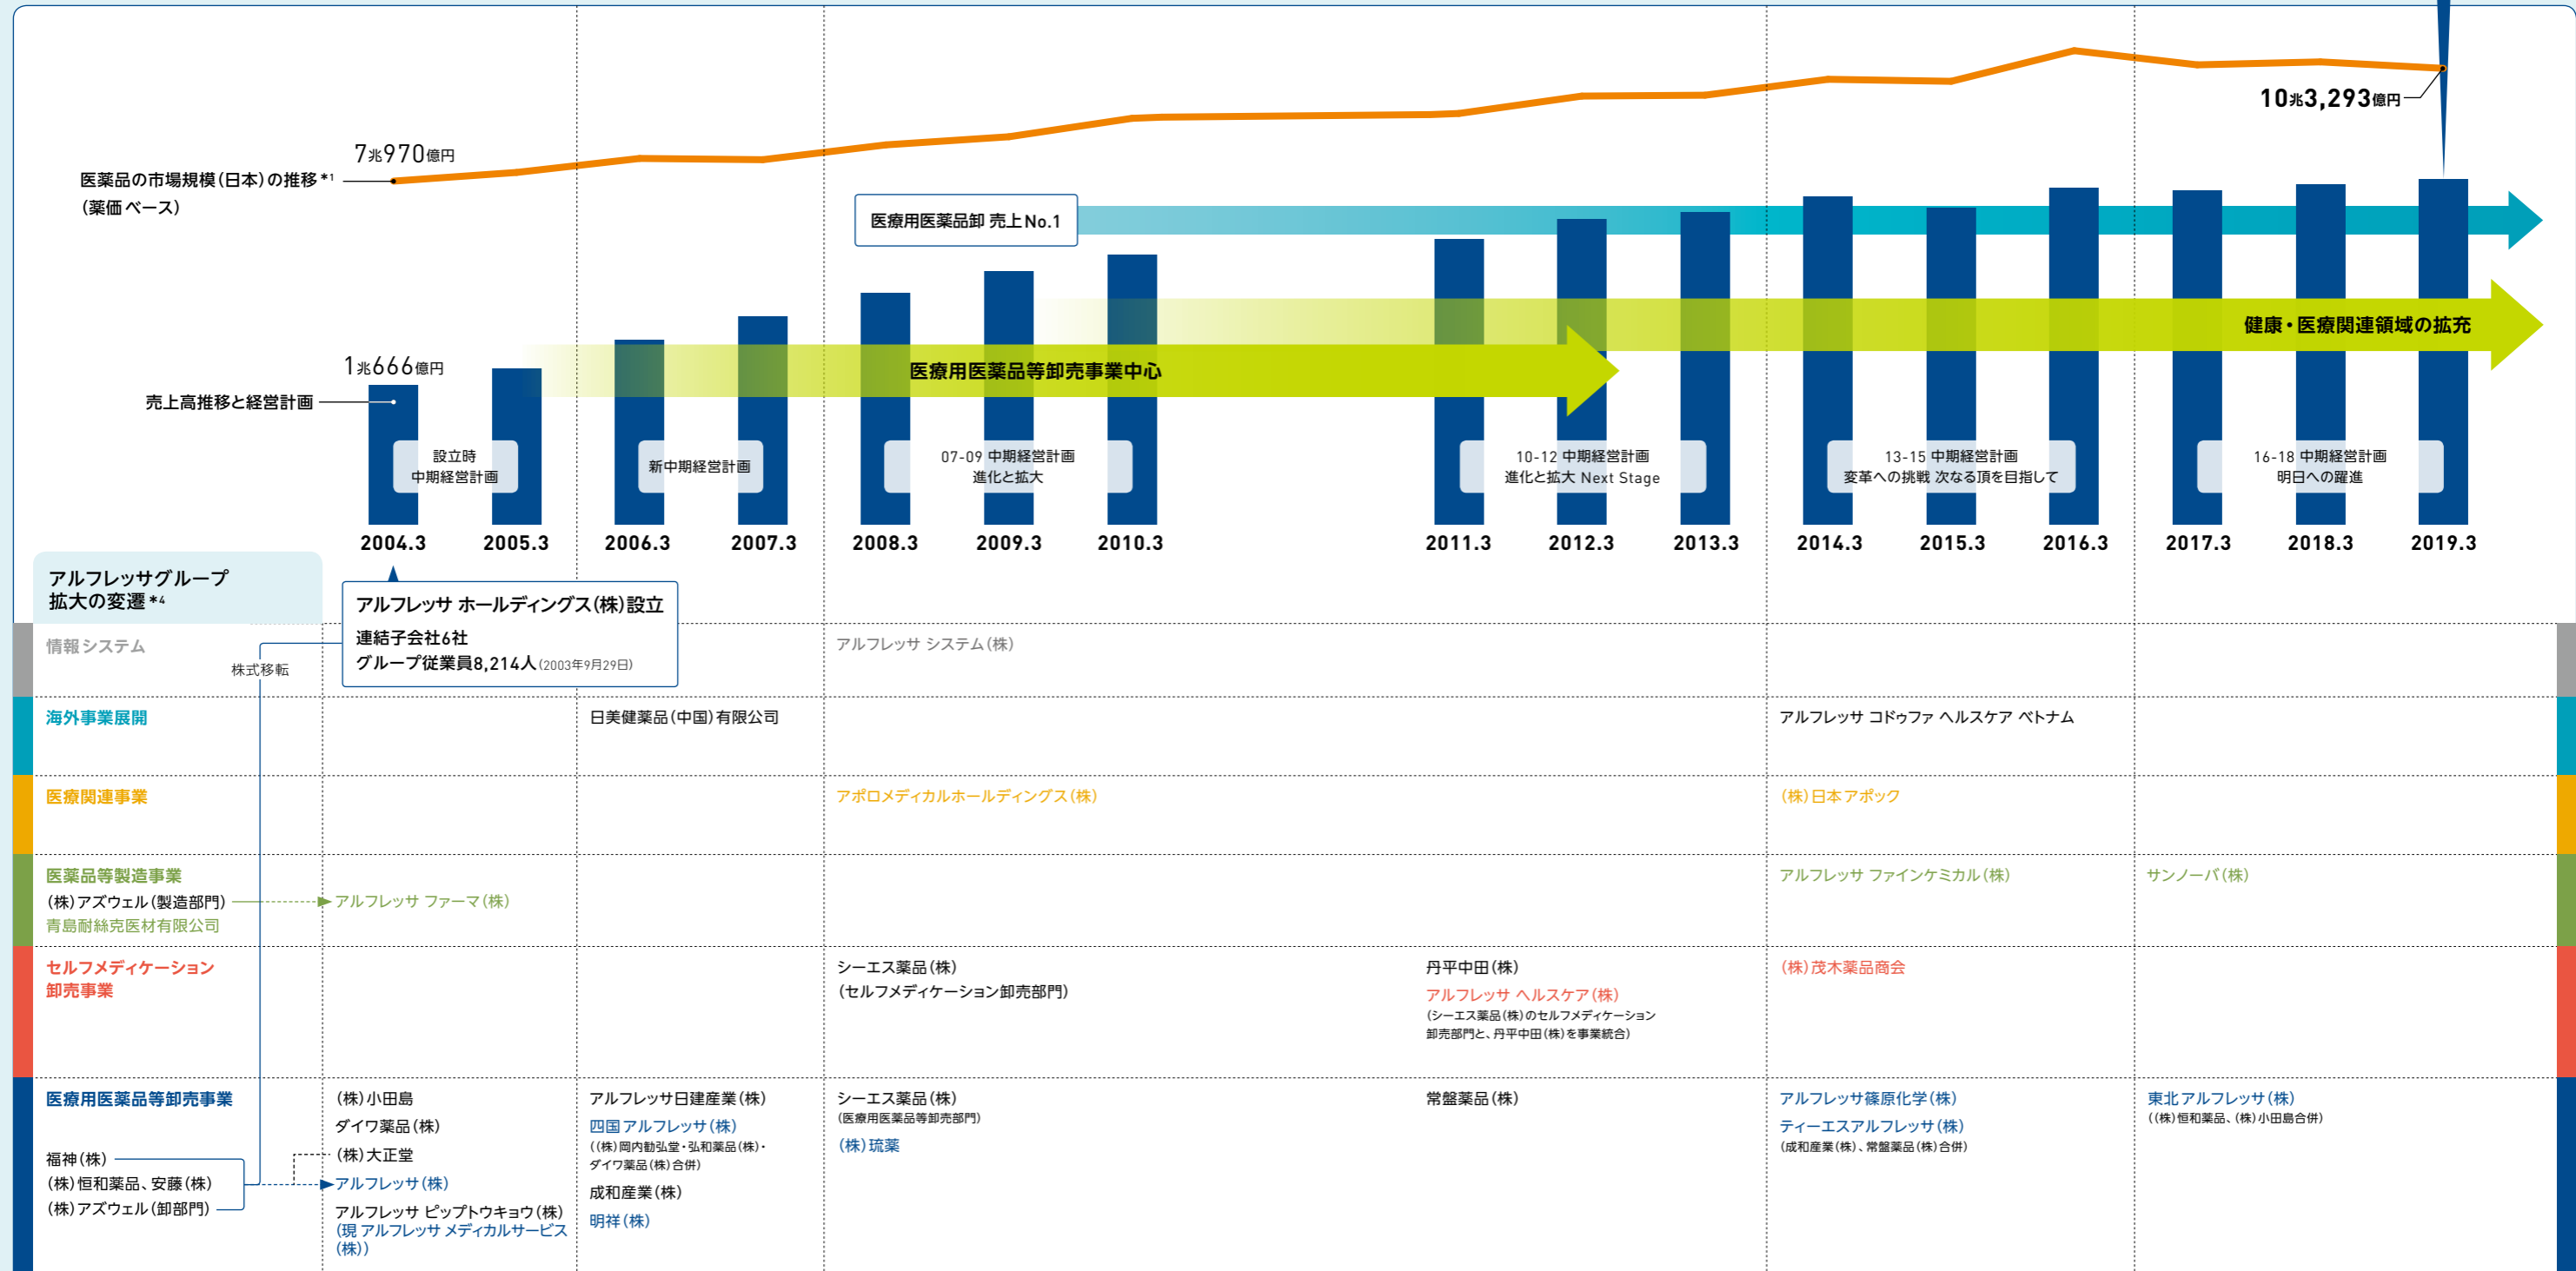 10兆3,293億円
7兆970億円
医薬品の市場規模(日本)の推移*1
(薬価ベース)
医療用医薬品卸 売上No.1
健康・医療関連領域の拡充
1兆666億円
医療用医薬品等卸売事業中心
売上高推移と経営計画
設立時
中期経営計画
新中期経営計画
07-09 中期経営計画
進化と拡大
10-12 中期経営計画
進化と拡大 Next Stage
13-15 中期経営計画
変革への挑戦 次なる頂を目指して
16-18 中期経営計画
明日への躍進
2004.3 2005.3 2006.3 2007.3 2008.3 2009.3 2010.3 2011.3 2012.3 2013.3 2014.3 2015.3 2016.3 2017.3 2018.3 2019.3
アルフレッサグループ
拡大の変遷*4
アルフレッサ ホールディングス(株)設立
連結子会社6社
グループ従業員8,214人(2003年9月29日)
情報システム
株式移転
アルフレッサ システム(株)
海外事業展開
日美健薬品(中国)有限公司
アルフレッサ コドゥファ ヘルスケア ベトナム
医療関連事業
アポロメディカルホールディングス(株)
(株)日本アポック
医薬品等製造事業
(株)アズウェル(製造部門)
青島耐絲克医材有限公司
アルフレッサ ファーマ(株)
アルフレッサ ファインケミカル(株)
サンノーバ(株)
セルフメディケーション
卸売事業
シーエス薬品(株)
(セルフメディケーション卸売部門)
丹平中田(株)
アルフレッサ ヘルスケア(株)
(シーエス薬品(株)のセルフメディケーション
卸売部門と、丹平中田(株)を事業統合)
(株)茂木薬品商会
医療用医薬品等卸売事業
福神(株)
(株)恒和薬品、安藤(株)
(株)アズウェル(卸部門)
(株)小田島
ダイワ薬品(株)
(株)大正堂
アルフレッサ(株)
アルフレッサ ピップトウキョウ(株)
(現 アルフレッサ メディカルサービス
(株))
アルフレッサ日建産業(株)
四国アルフレッサ(株)
((株)岡内勧弘堂・弘和薬品(株)・
ダイワ薬品(株)合併)
成和産業(株)
明祥(株)
シーエス薬品(株)
(医療用医薬品等卸売部門)
(株)琉薬
常盤薬品(株)
アルフレッサ篠原化学(株)
ティーエスアルフレッサ(株)
(成和産業(株)、常盤薬品(株)合併)
東北アルフレッサ(株)
((株)恒和薬品、(株)小田島合併)